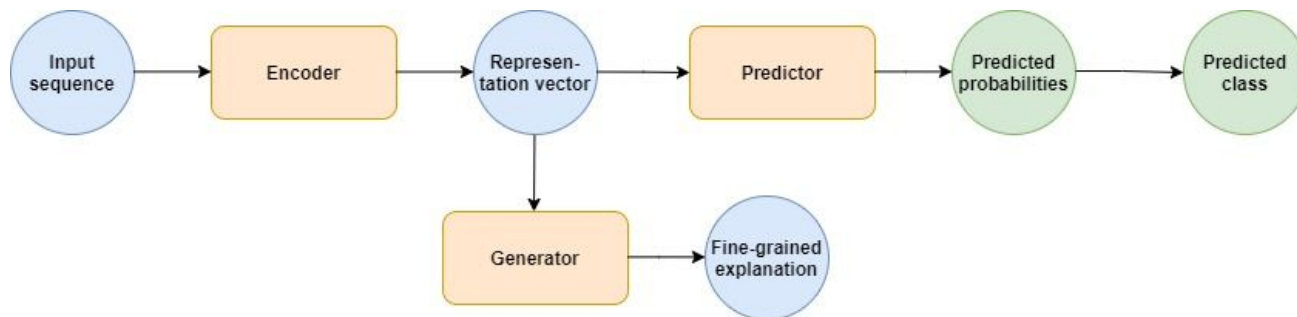 Input
sequence
Encoder
Represen-
tation vector
Predictor
Predicted
probabilities
Predicted
class
Generator
Fine-grained
explanation